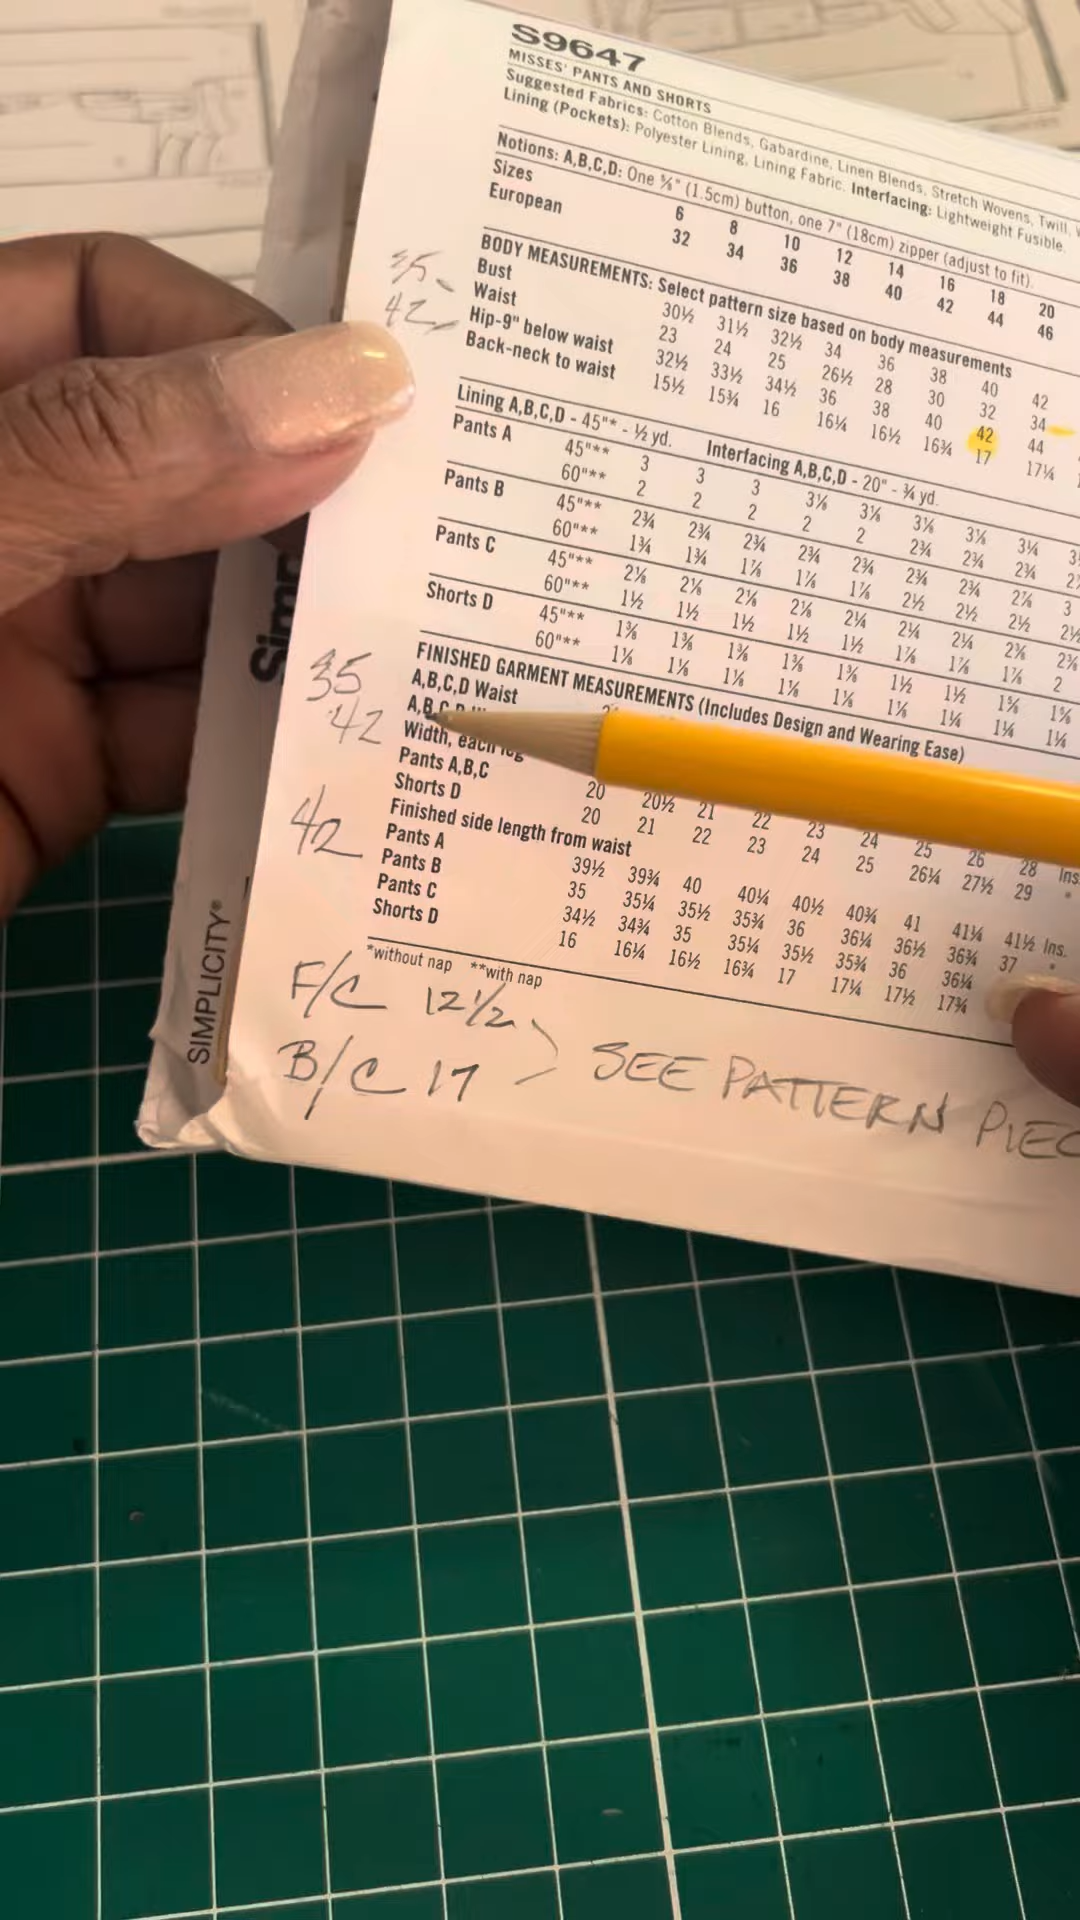 S9647
MISSES' PANTS AND SHORTS
Suggested Fabrics: Cotton Blends, Gabardine, Linen Blends, Stretch Wovens, Twill,
Lining (Pockets): Polyester Lining, Lining Fabric. Interfacing: Lightweight Fusible.
Notions: A,B,C,D: One ⅝" (1.5cm) button, one 7" (18cm) zipper (adjust to fit).
Sizes 6 8 10 12 14 16 18 20
European 32 34 36 38 40 42 44 46
BODY MEASUREMENTS: Select pattern size based on body measurements
Bust 30½ 31½ 32½ 34 36 38 40 42
35 Waist 23 24 25 26½ 28 30 32 34
42 Hip-9" below waist 32½ 33½ 34½ 36 38 40 42 44
Back-neck to waist 15½ 15¾ 16 16¼ 16½ 16¾ 17 17¼
Lining A,B,C,D - 45"* - ½ yd. Interfacing A,B,C,D - 20" - ¾ yd.
Pants A 45"** 3 3 3 3⅛ 3⅛ 3⅛ 3⅛ 3¼
60"** 2 2 2 2 2 2¾ 2¾ 2¾
Pants B 45"** 2¾ 2¾ 2¾ 2¾ 2¾ 2¾ 2¾ 2⅞ 3
60"** 1¾ 1¾ 1⅞ 1⅞ 1⅞ 2½ 2½ 2½
Pants C 45"** 2⅛ 2⅛ 2⅛ 2⅛ 2¼ 2¼ 2¼ 2⅜ 2⅜
60"** 1½ 1½ 1½ 1½ 1½ 1⅞ 1⅞ 1⅞ 2
Shorts D 45"** 1⅜ 1⅜ 1⅜ 1⅜ 1⅜ 1½ 1½ 1⅝ 1⅝
60"** 1⅛ 1⅛ 1⅛ 1⅛ 1⅛ 1⅛ 1¼ 1¼ 1¼
FINISHED GARMENT MEASUREMENTS (Includes Design and Wearing Ease)
35 A,B,C,D Waist
42
Width, each leg
Pants A,B,C 20 20½ 21 22 23 24 25 26 28 Ins.
Shorts D 20 21 22 23 24 25 26¼ 27½ 29 "
Finished side length from waist
42 Pants A 39½ 39¾ 40 40¼ 40½ 40¾ 41 41¼ 41½ Ins.
Pants B 35 35¼ 35½ 35¾ 36 36¼ 36½ 36¾ 37 "
Pants C 34½ 34¾ 35 35¼ 35½ 35¾ 36 36¼
Shorts D 16 16¼ 16½ 16¾ 17 17¼ 17½ 17¾
*without nap **with nap
F/C 12½
B/C 17
SEE PATTERN
SIMPLICITY®